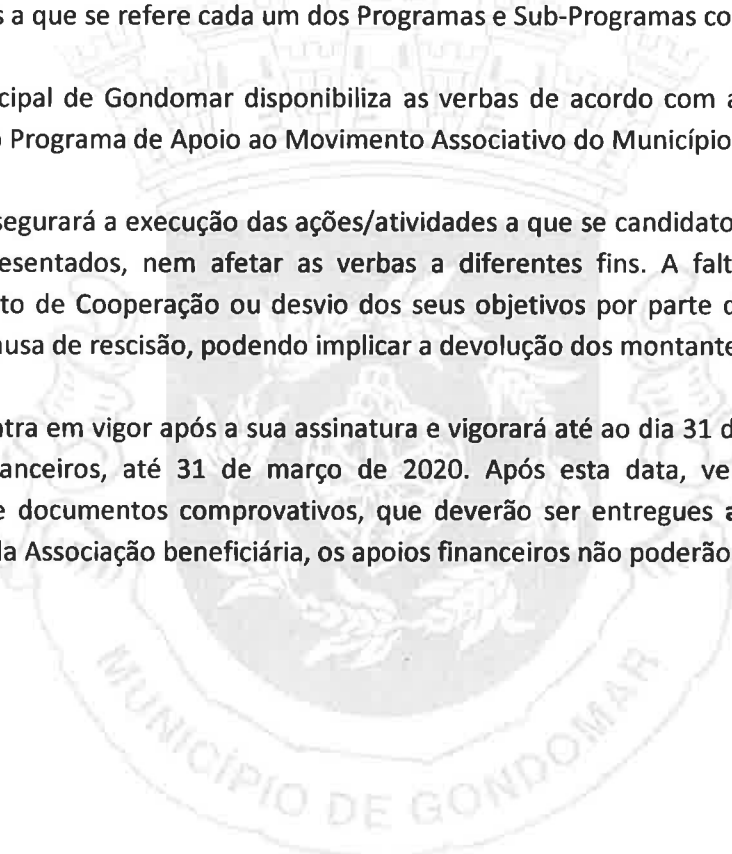 s a que se refere cada um dos Programas e Sub-Programas co
cipal de Gondomar disponibiliza as verbas de acordo com a
o Programa de Apoio ao Movimento Associativo do Município
segurará a execução das ações/atividades a que se candidato
esentados, nem afetar as verbas a diferentes fins. A falt
to de Cooperação ou desvio dos seus objetivos por parte d
ausa de rescisão, podendo implicar a devolução dos montante
ntra em vigor após a sua assinatura e vigorará até ao dia 31 d
anceiros, até 31 de março de 2020. Após esta data, ve
e documentos comprovativos, que deverão ser entregues a
la Associação beneficiária, os apoios financeiros não poderão
MUNICÍPIO DE GONDOMAR